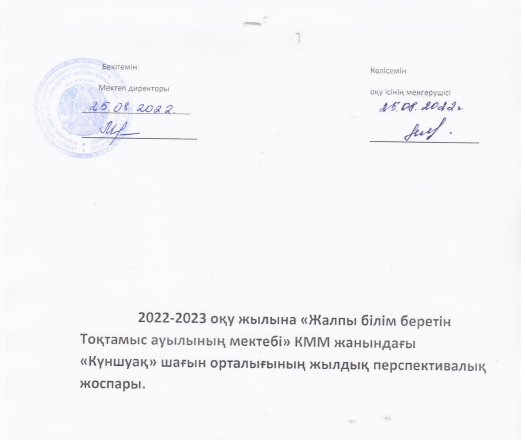 Бекітемін:
Келісемін
Мектеп директоры
оқу ісінің меңгерушісі
25.08.2022.
25.08.2022г
2022-2023 оқу жылына «Жалпы білім беретін
Тоқтамыс ауылының мектебі» КММ жанындағы
«Күншуақ» шағын орталығының жылдық перспективалық
жоспары.